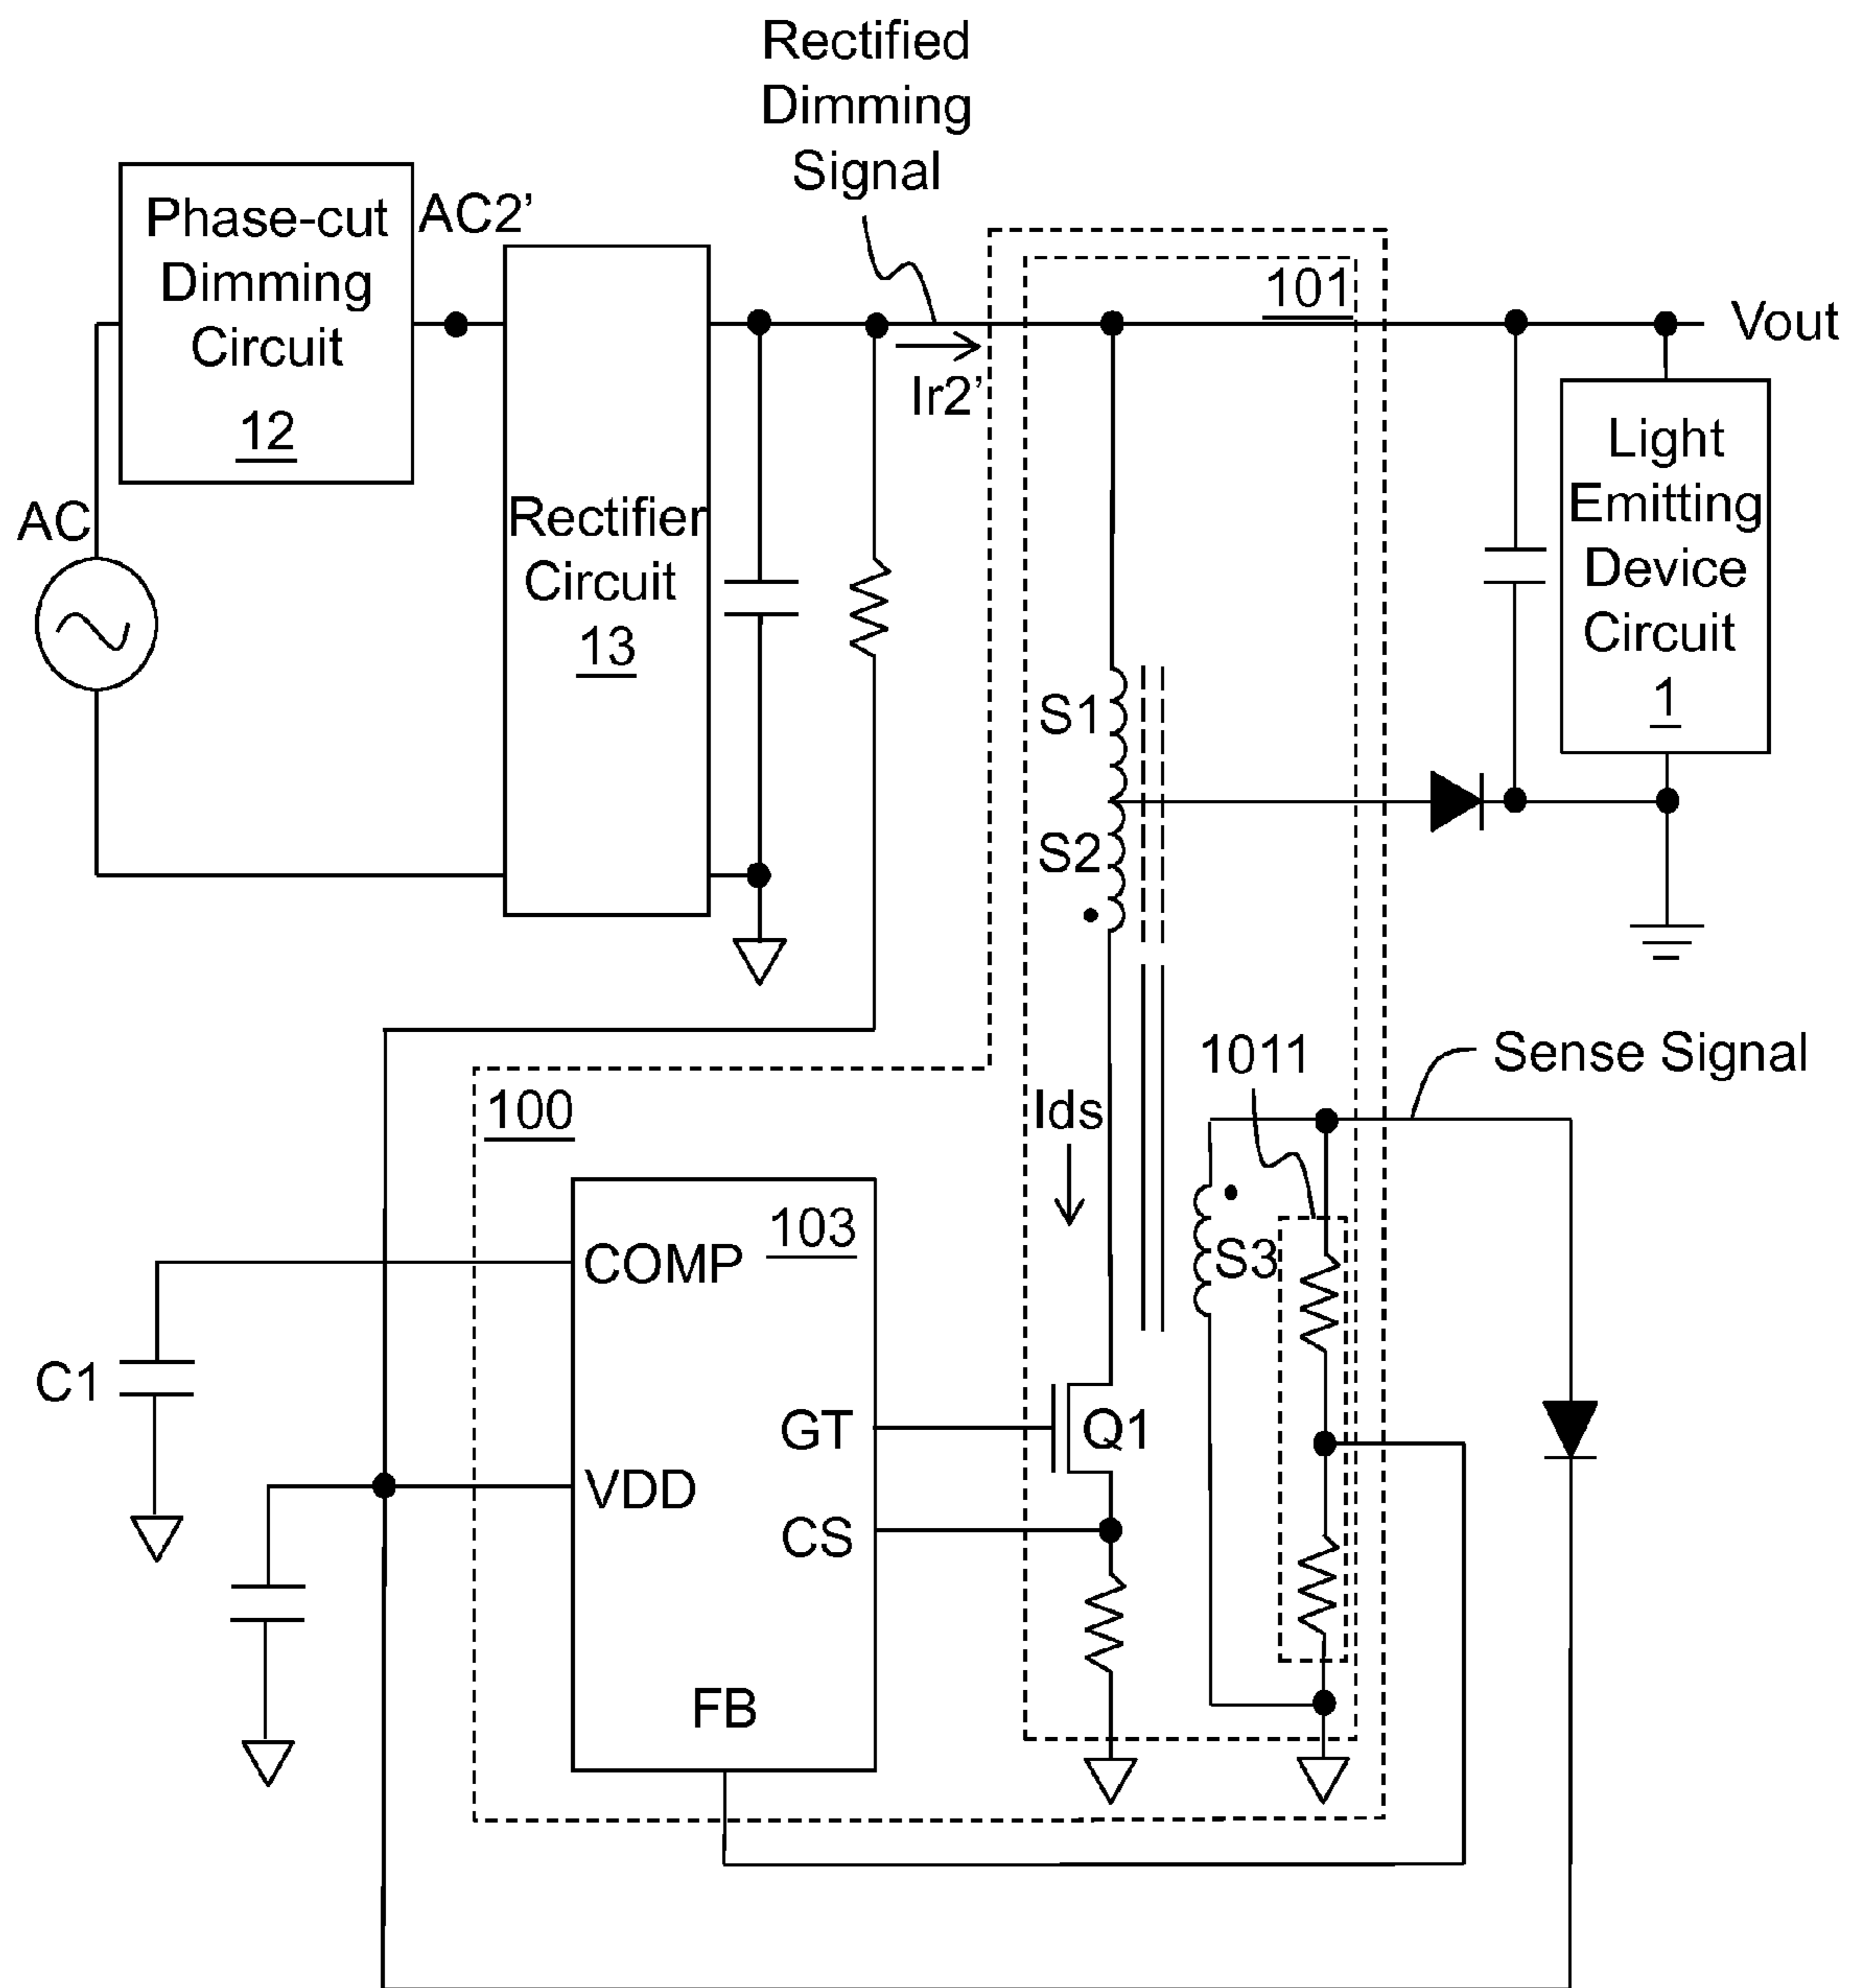 Rectified
Dimming
Signal
Phase-cut
Dimming
Circuit
12
AC2’
101
Vout
Ir2’
Light
Emitting
Device
Circuit
1
AC
Rectifier
Circuit
13
S1
S2
1011
Sense Signal
100
Ids
103
COMP
S3
C1
GT
Q1
VDD
CS
FB